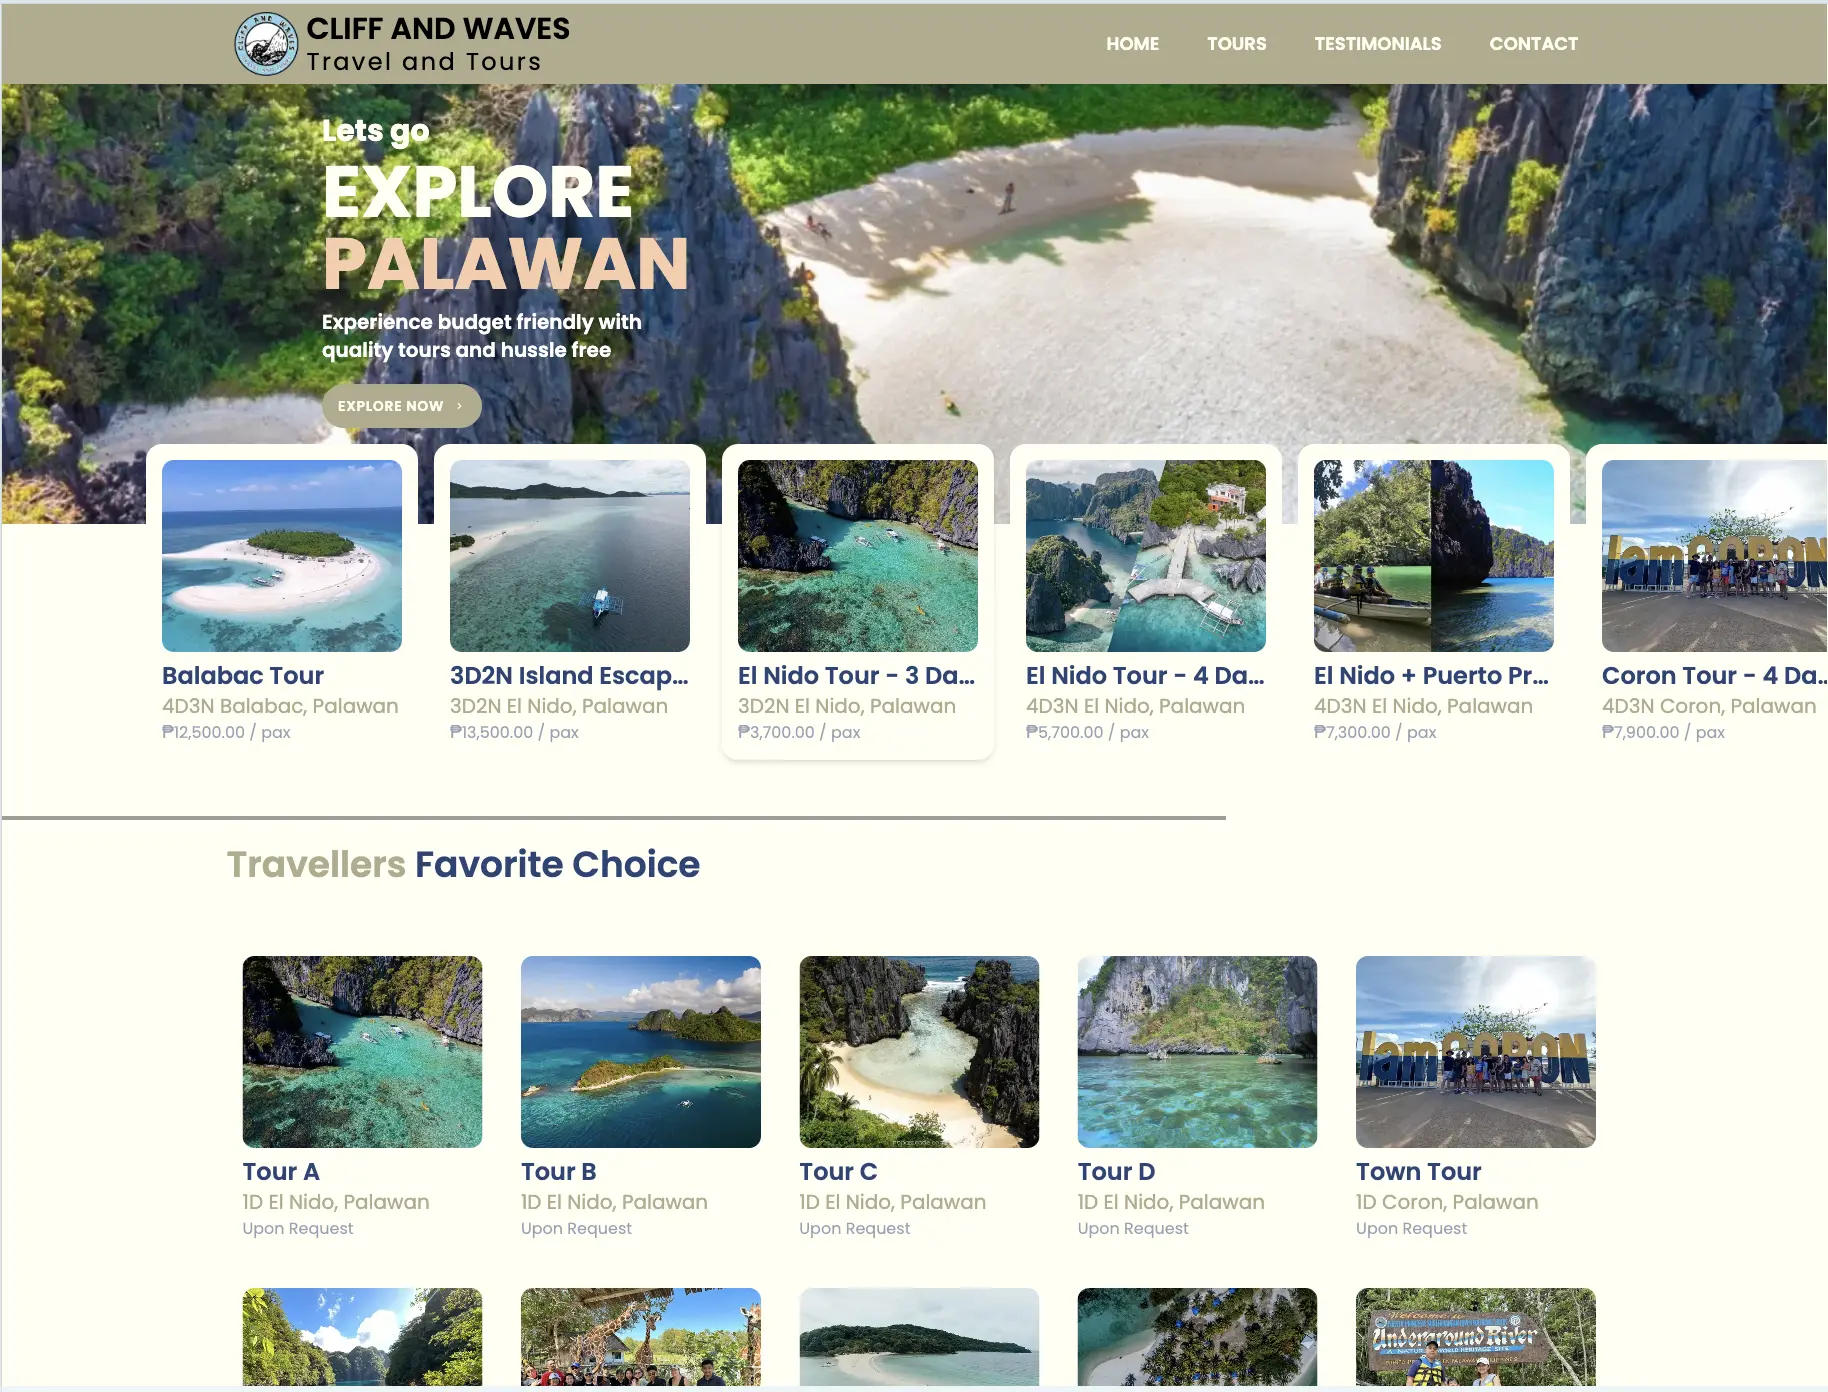 CLIFF AND WAVES
Travel and Tours
HOME
TOURS
TESTIMONIALS
CONTACT
Lets go
EXPLORE
PALAWAN
Experience budget friendly with
quality tours and hussle free
EXPLORE NOW
Balabac Tour
4D3N Balabac, Palawan
₱12,500.00 / pax
3D2N Island Escap...
3D2N El Nido, Palawan
₱13,500.00 / pax
El Nido Tour - 3 Da...
3D2N El Nido, Palawan
₱3,700.00 / pax
El Nido Tour - 4 Da...
4D3N El Nido, Palawan
₱5,700.00 / pax
El Nido + Puerto Pr...
4D3N El Nido, Palawan
₱7,300.00 / pax
I am CORON
Coron Tour - 4 Da..
4D3N Coron, Palawan
₱7,900.00 / pax
Travellers Favorite Choice
Tour A
1D El Nido, Palawan
Upon Request
Tour B
1D El Nido, Palawan
Upon Request
Tour C
1D El Nido, Palawan
Upon Request
Tour D
1D El Nido, Palawan
Upon Request
I am CORON
Town Tour
1D Coron, Palawan
Upon Request
Welcome to
Underground River